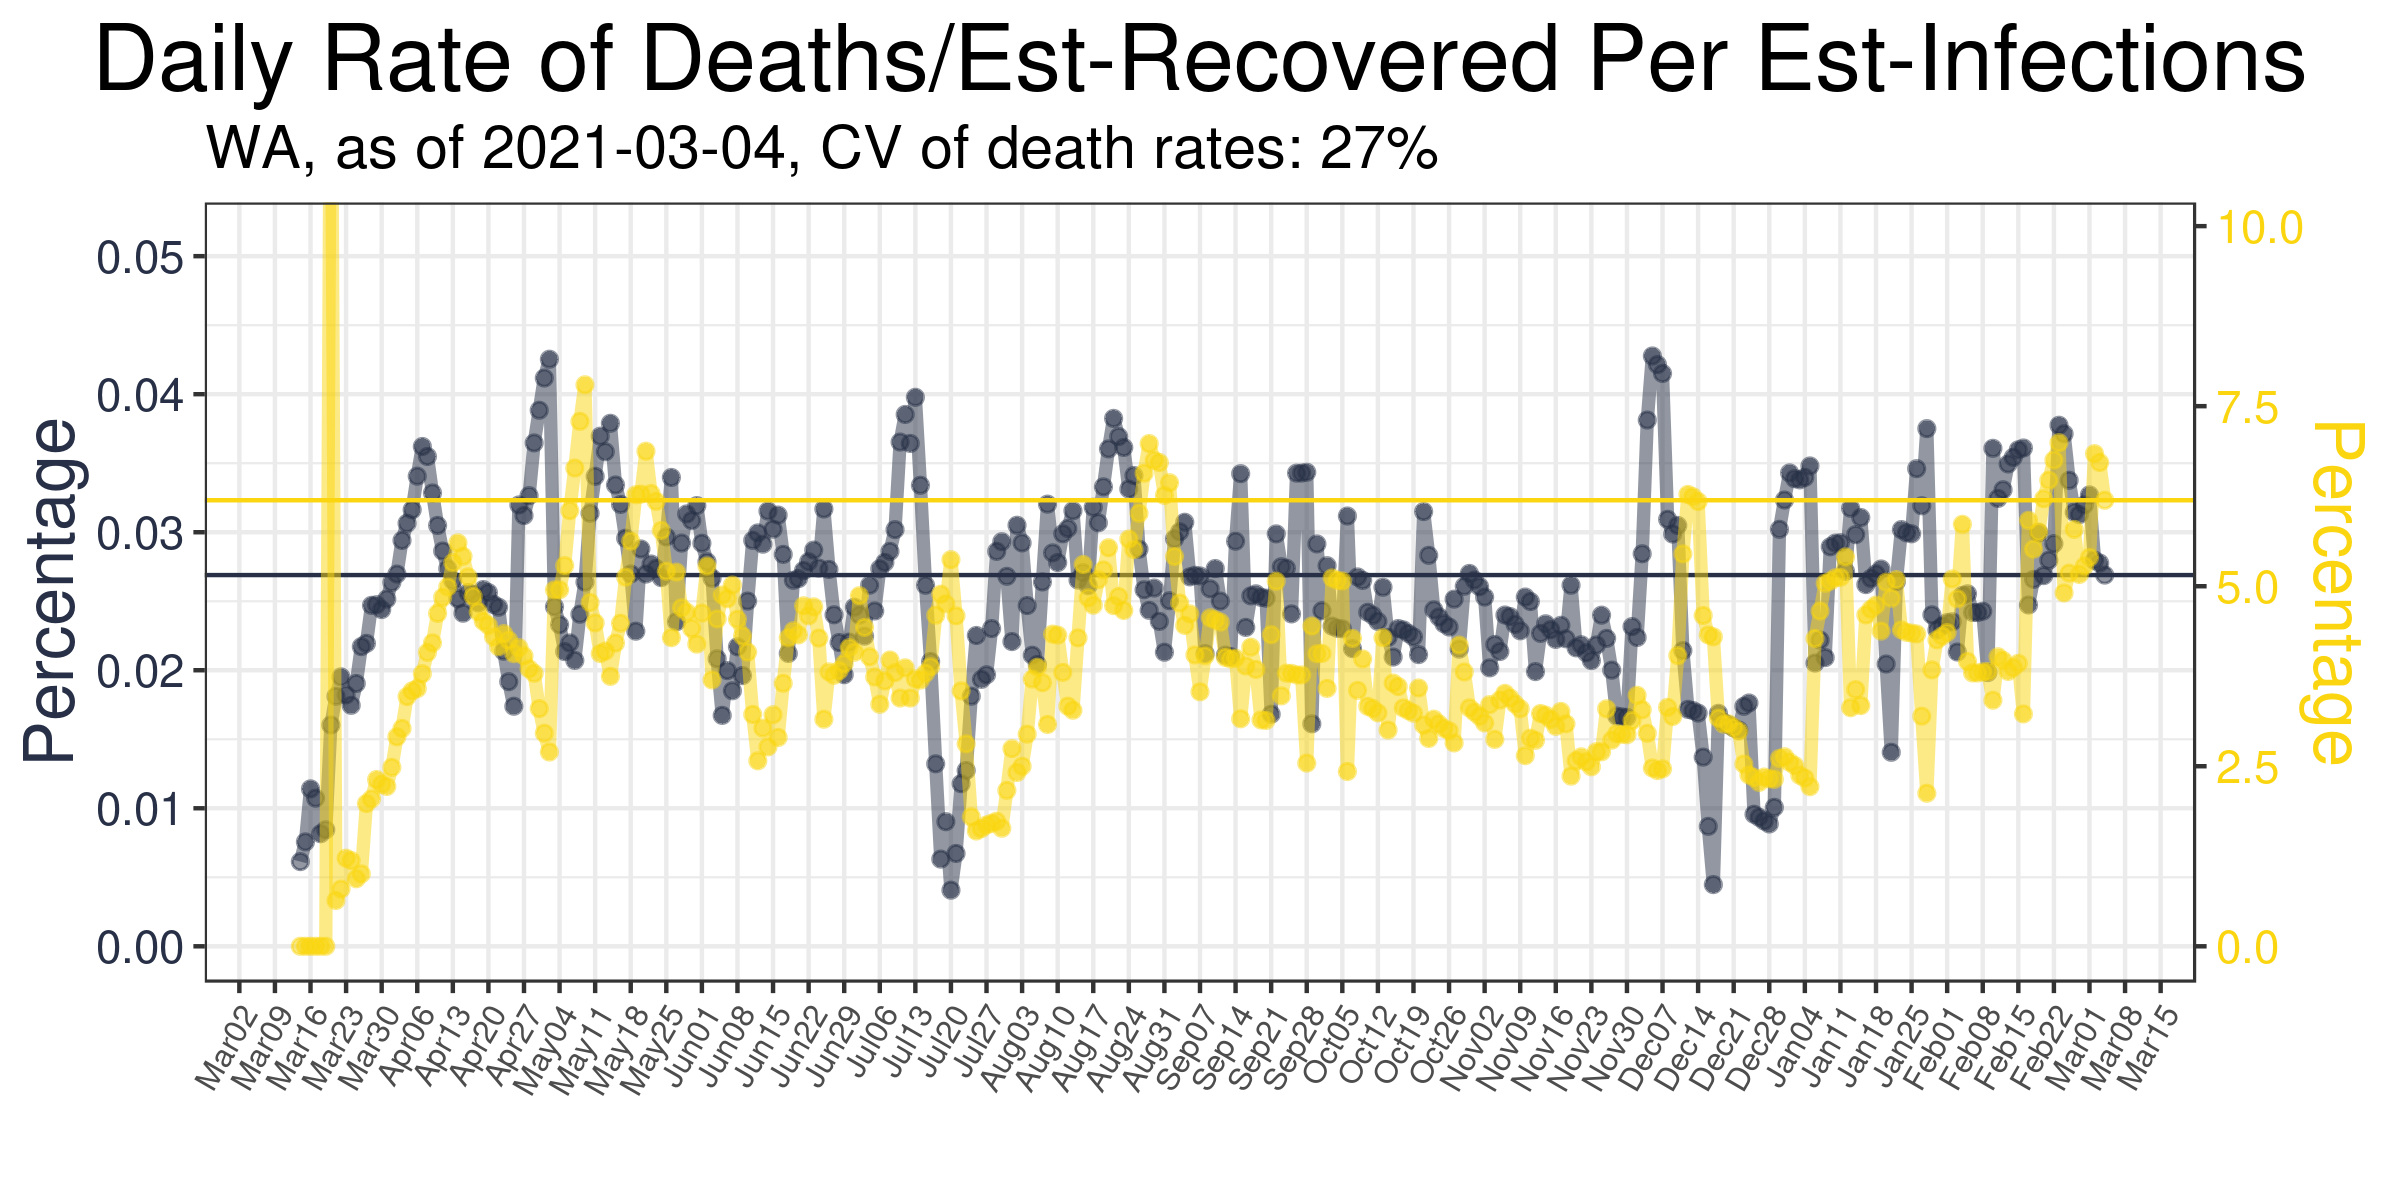 Daily Rate of Deaths/Est-Recovered Per Est-Infections
WA, as of 2021-03-04, CV of death rates: 27%
Percentage
0.05
0.04
0.03
0.02
0.01
0.00
10.0
7.5
5.0
2.5
0.0
Percentage
Mar02 Mar09 Mar16 Mar23 Mar30 Apr06 Apr13 Apr20 Apr27 May04 May11 May18 May25 Jun01 Jun08 Jun15 Jun22 Jun29 Jul06 Jul13 Jul20 Jul27 Aug03 Aug10 Aug17 Aug24 Aug31 Sep07 Sep14 Sep21 Sep28 Oct05 Oct12 Oct19 Oct26 Nov02 Nov09 Nov16 Nov23 Nov30 Dec07 Dec14 Dec21 Dec28 Jan04 Jan11 Jan18 Jan25 Feb01 Feb08 Feb15 Feb22 Mar01 Mar08 Mar15